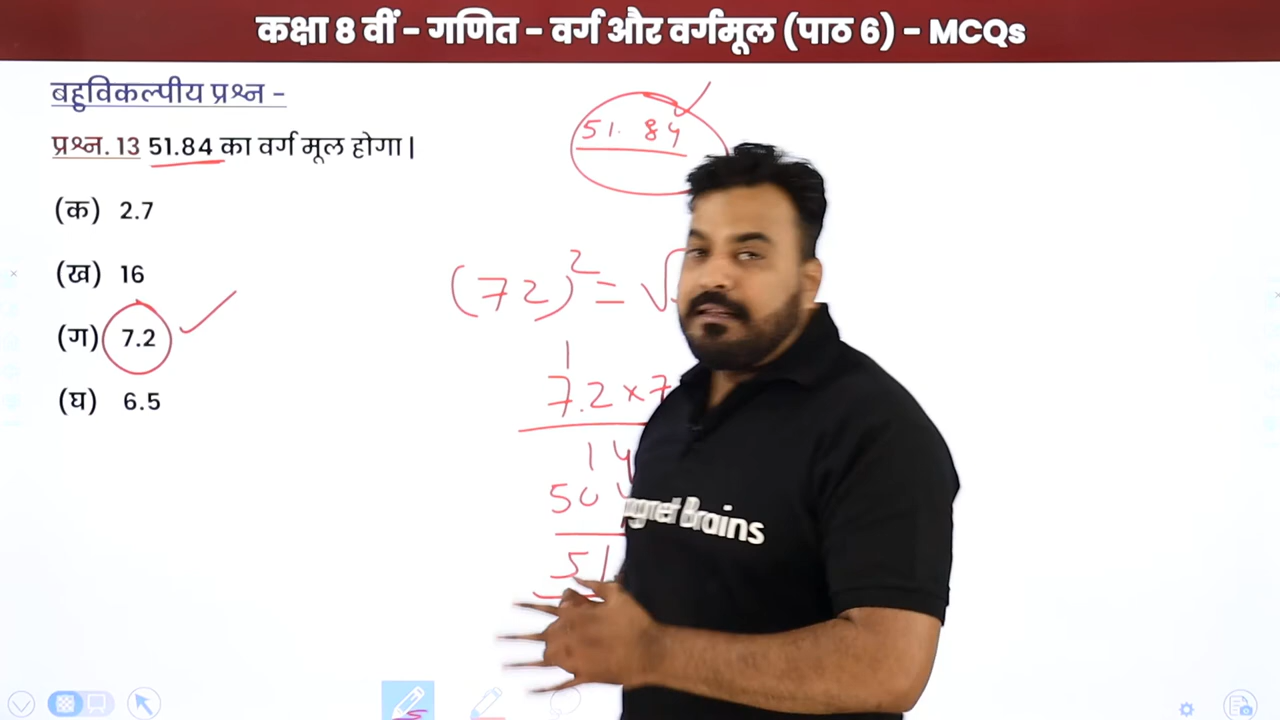 कक्षा 8 वीं - गणित - वर्ग और वर्गमूल (पाठ 6) - MCQs
बहुविकल्पीय प्रश्न -
प्रश्न. 13 51.84 का वर्ग मूल होगा |
(क) 2.7
(ख) 16
(ग) 7.2
(घ) 6.5
51.84
(72)² = √
1
7.2 × 7
14
50
51
Brains